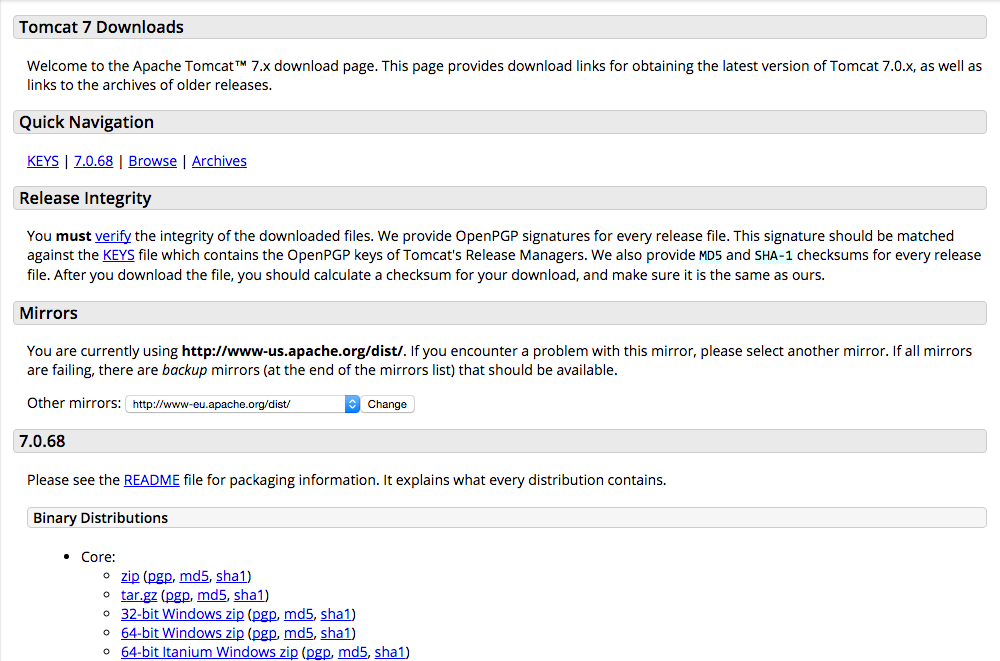 Tomcat 7 Downloads
Welcome to the Apache Tomcat™ 7.x download page. This page provides download links for obtaining the latest version of Tomcat 7.0.x, as well as
links to the archives of older releases.
Quick Navigation
KEYS | 7.0.68 | Browse | Archives
Release Integrity
You must verify the integrity of the downloaded files. We provide OpenPGP signatures for every release file. This signature should be matched
against the KEYS file which contains the OpenPGP keys of Tomcat's Release Managers. We also provide MD5 and SHA-1 checksums for every release
file. After you download the file, you should calculate a checksum for your download, and make sure it is the same as ours.
Mirrors
You are currently using http://www-us.apache.org/dist/. If you encounter a problem with this mirror, please select another mirror. If all mirrors
are failing, there are backup mirrors (at the end of the mirrors list) that should be available.
Other mirrors: http://www-eu.apache.org/dist/ Change
7.0.68
Please see the README file for packaging information. It explains what every distribution contains.
Binary Distributions
• Core:
◦ zip (pgp, md5, sha1)
◦ tar.gz (pgp, md5, sha1)
◦ 32-bit Windows zip (pgp, md5, sha1)
◦ 64-bit Windows zip (pgp, md5, sha1)
◦ 64-bit Itanium Windows zip (pgp, md5, sha1)